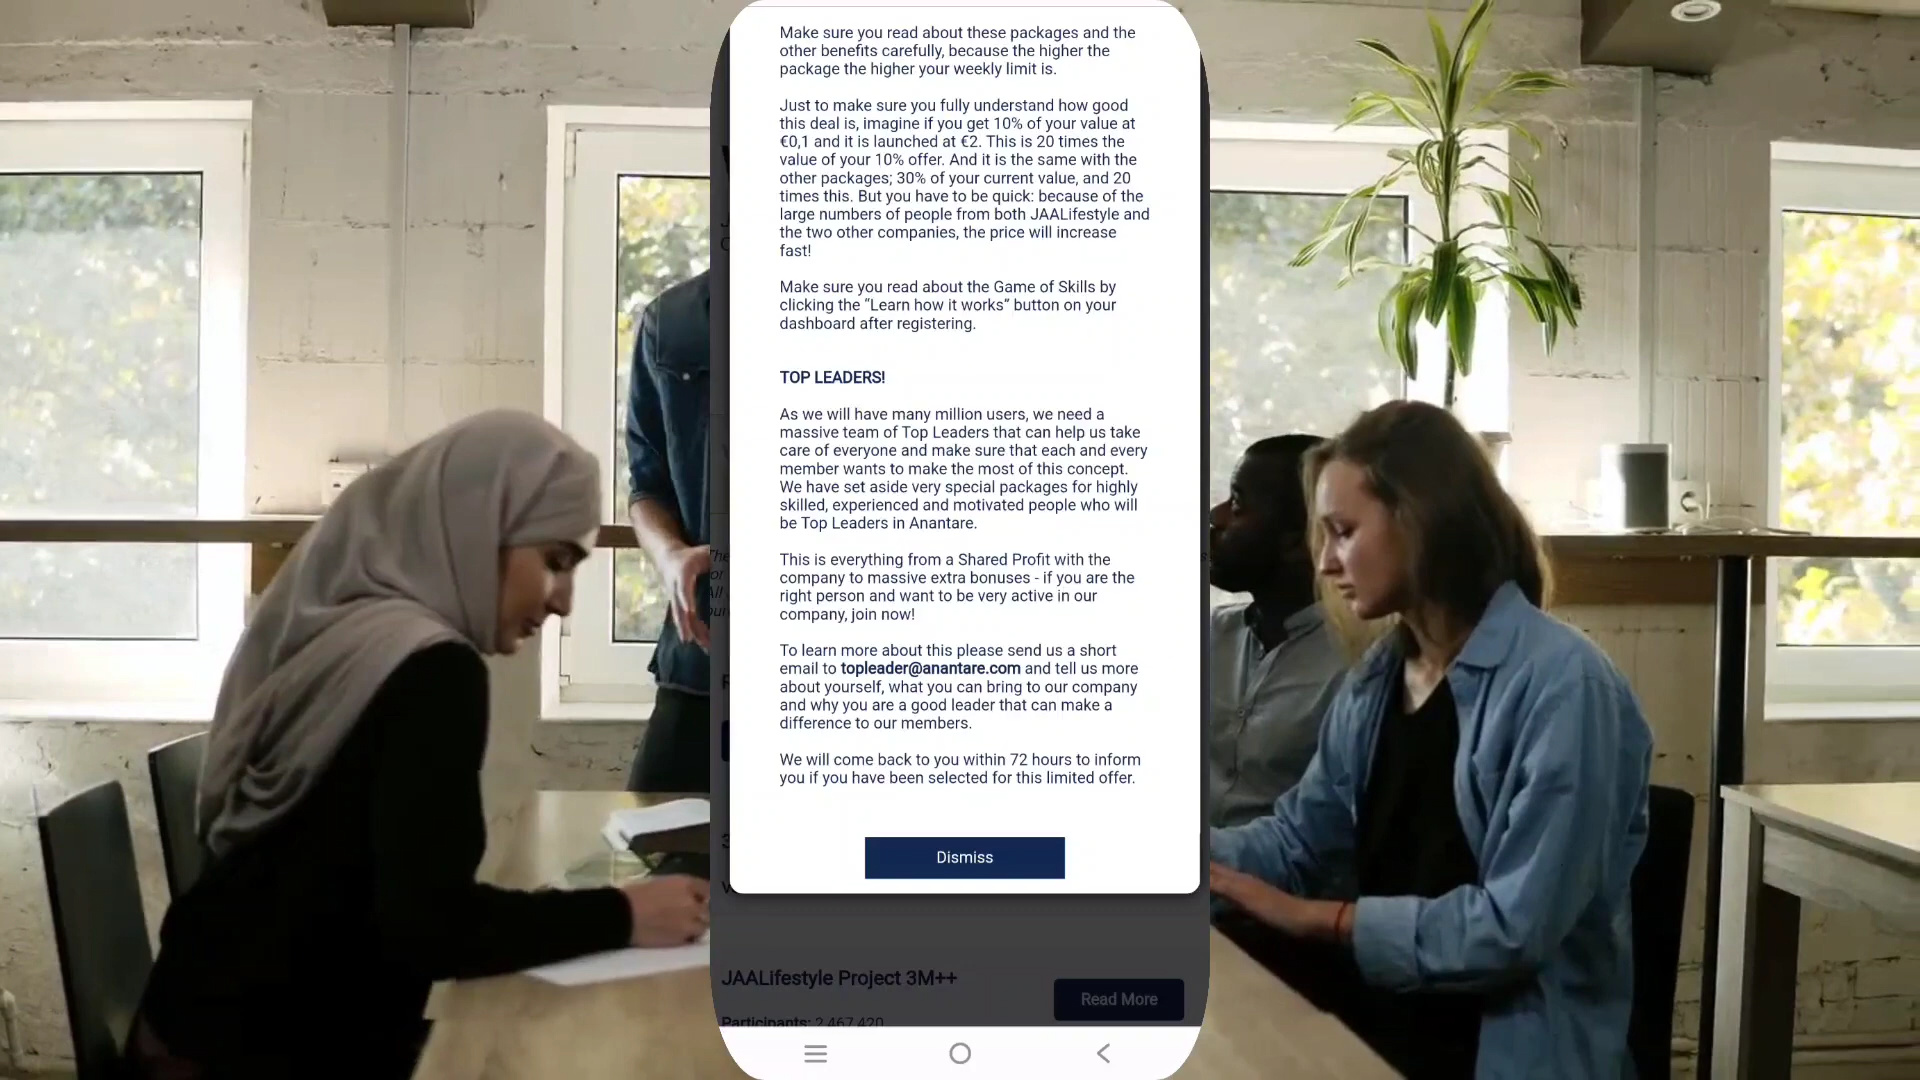 Make sure you read about these packages and the
other benefits carefully, because the higher the
package the higher your weekly limit is.
Just to make sure you fully understand how good
this deal is, imagine if you get 10% of your value at
€0,1 and it is launched at €2. This is 20 times the
value of your 10% offer. And it is the same with the
other packages; 30% of your current value, and 20
times this. But you have to be quick: because of the
large numbers of people from both JAALifestyle and
the two other companies, the price will increase
fast!
Make sure you read about the Game of Skills by
clicking the “Learn how it works” button on your
dashboard after registering.
TOP LEADERS!
As we will have many million users, we need a
massive team of Top Leaders that can help us take
care of everyone and make sure that each and every
member wants to make the most of this concept.
We have set aside very special packages for highly
skilled, experienced and motivated people who will
be Top Leaders in Anantare.
This is everything from a Shared Profit with the
company to massive extra bonuses - if you are the
right person and want to be very active in our
company, join now!
To learn more about this please send us a short
email to topleader@anantare.com and tell us more
about yourself, what you can bring to our company
and why you are a good leader that can make a
difference to our members.
We will come back to you within 72 hours to inform
you if you have been selected for this limited offer.
Dismiss
JAALifestyle Project 3M++
Read More
Participants: 2,467,420